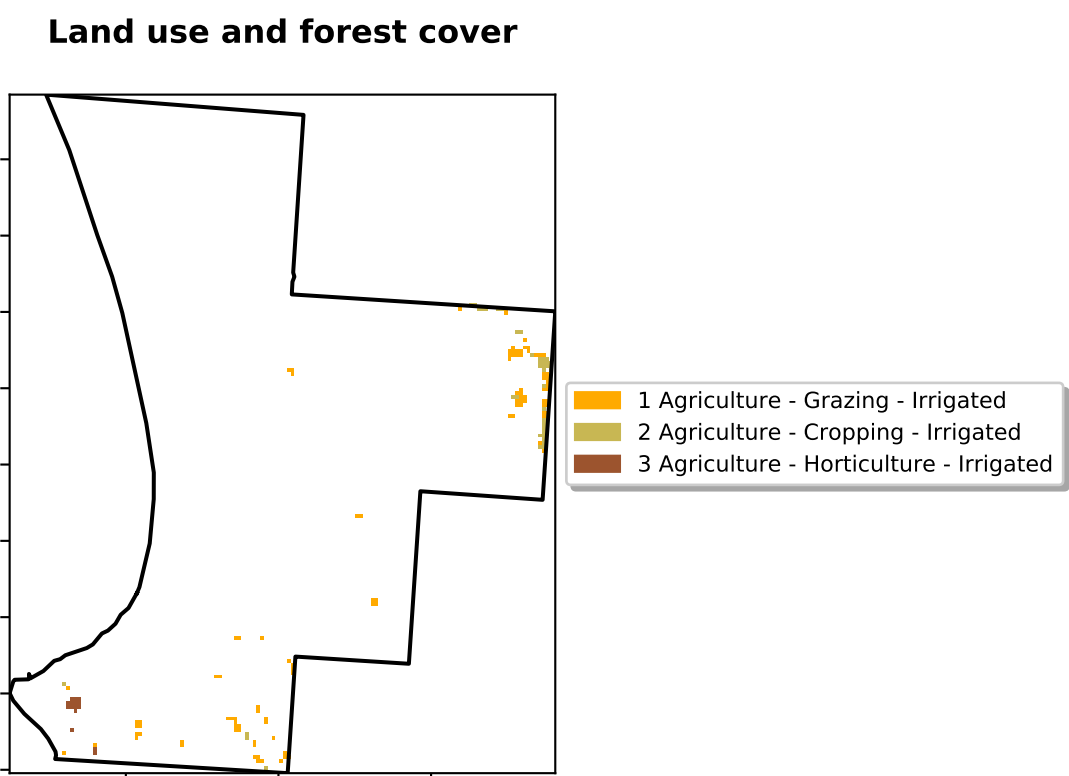 Land use and forest cover
1 Agriculture - Grazing - Irrigated
2 Agriculture - Cropping - Irrigated
3 Agriculture - Horticulture - Irrigated